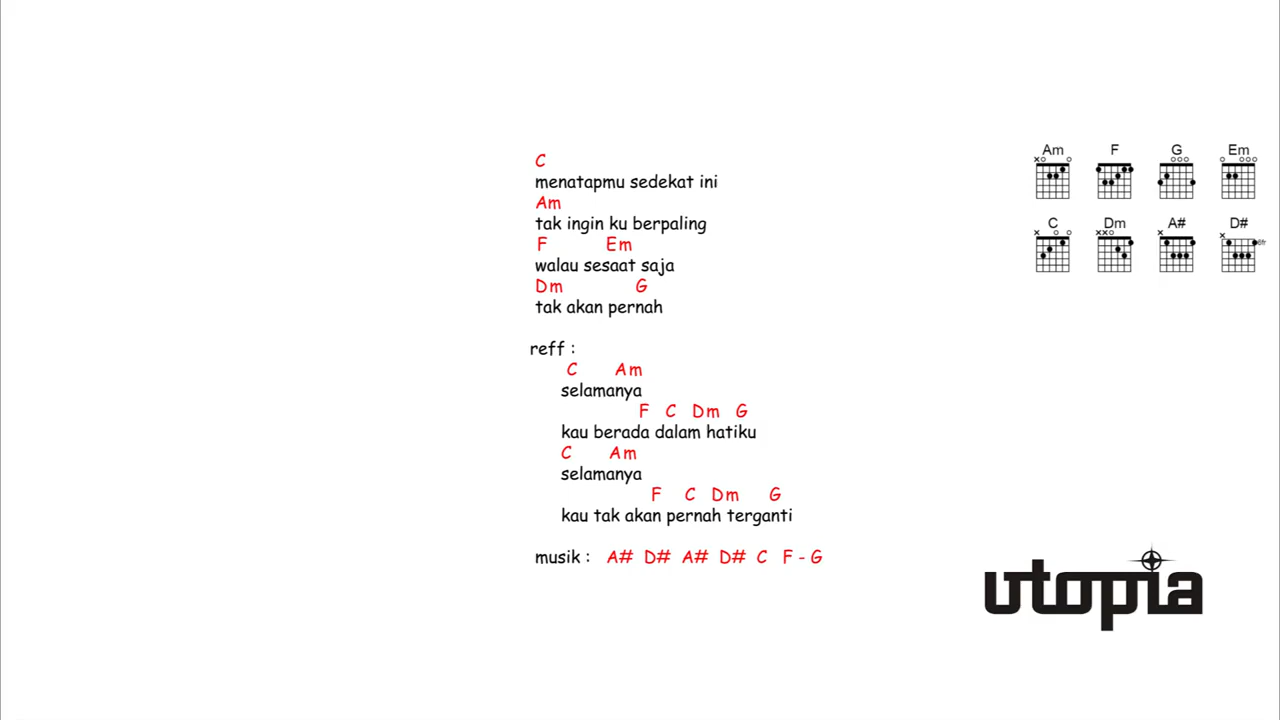 C
menatapmu sedekat ini
Am
tak ingin ku berpaling
F Em
walau sesaat saja
Dm G
tak akan pernah
reff :
C Am
selamanya
F C Dm G
kau berada dalam hatiku
C Am
selamanya
F C Dm G
kau tak akan pernah terganti
musik : A# D# A# D# C F - G
Am F G Em
C Dm A# D#
6fr
utopia